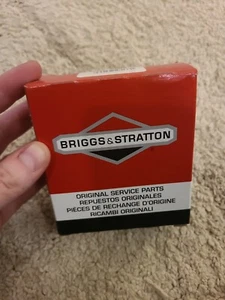 BRIGGS & STRATTON
ORIGINAL SERVICE PARTS
REPUESTOS ORIGINALES
PIÈCES DE RECHANGE D'ORIGINE
RICAMBI ORIGINALI